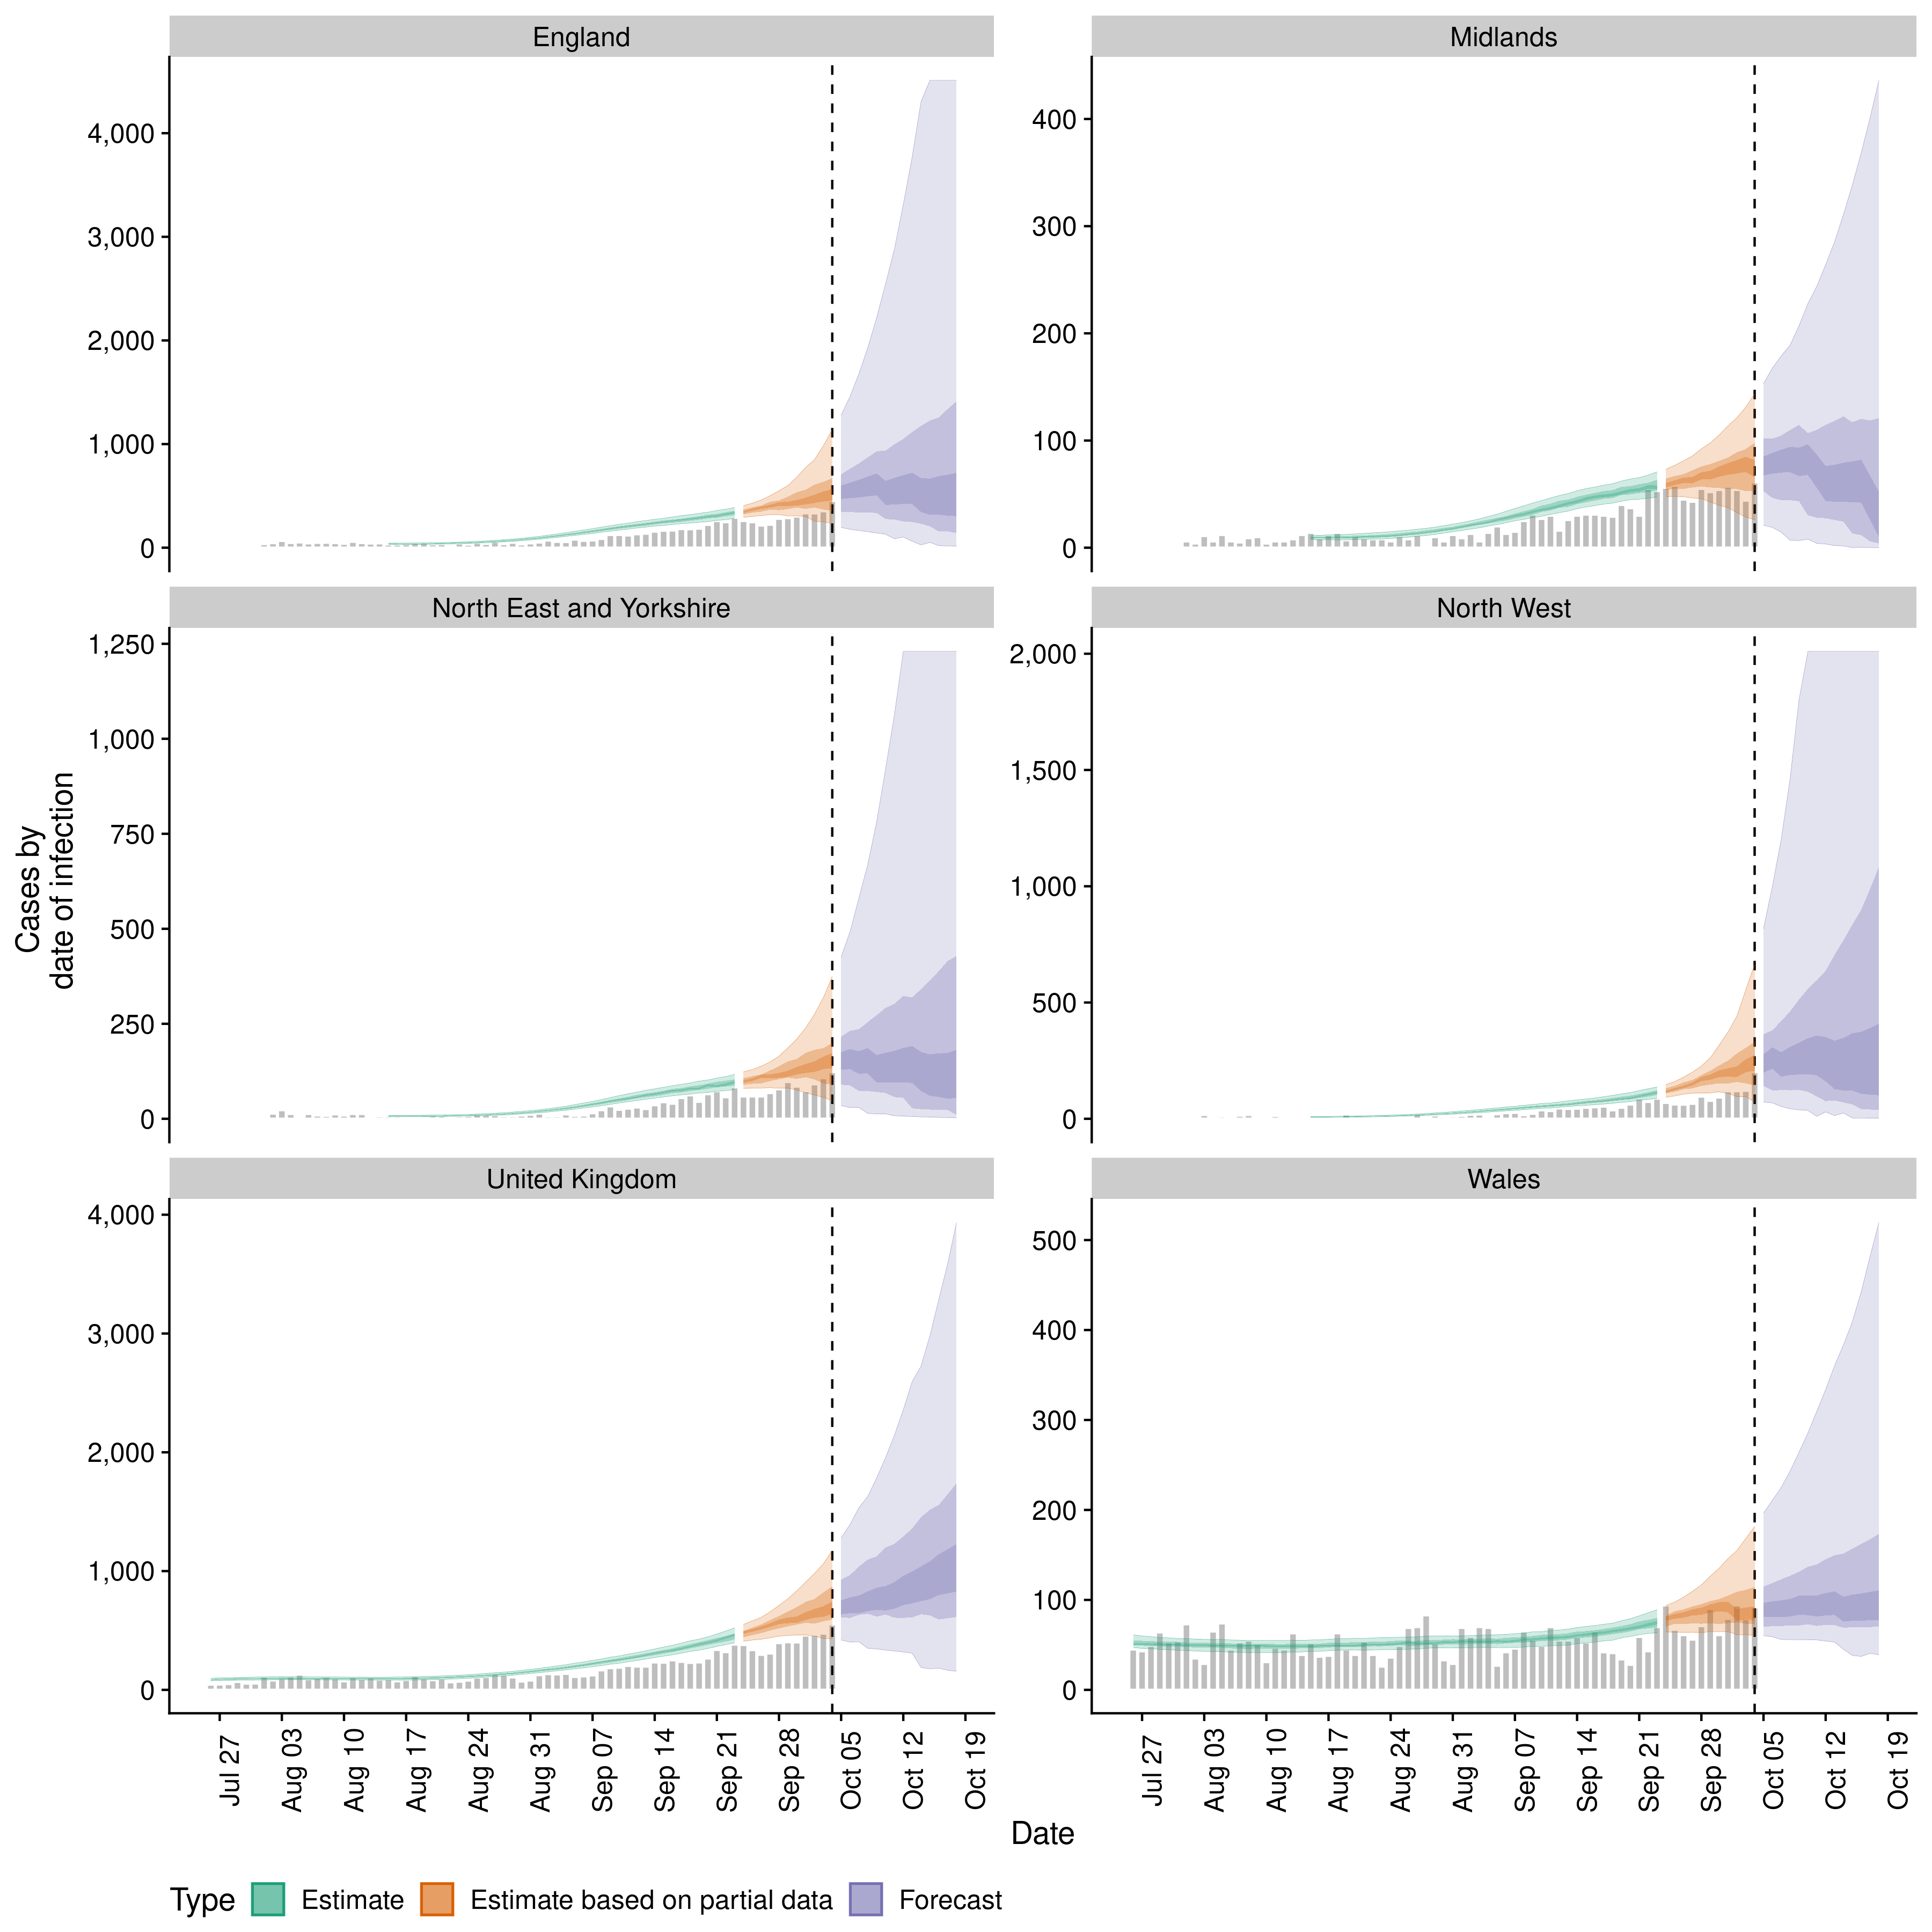 England
Midlands
4,000
3,000
2,000
1,000
0
400
300
200
100
0
North East and Yorkshire
North West
1,250
1,000
750
500
250
0
2,000
1,500
1,000
500
0
Cases by
date of infection
United Kingdom
Wales
4,000
3,000
2,000
1,000
0
500
400
300
200
100
0
Jul 27
Aug 03
Aug 10
Aug 17
Aug 24
Aug 31
Sep 07
Sep 14
Sep 21
Sep 28
Oct 05
Oct 12
Oct 19
Jul 27
Aug 03
Aug 10
Aug 17
Aug 24
Aug 31
Sep 07
Sep 14
Sep 21
Sep 28
Oct 05
Oct 12
Oct 19
Date
Type Estimate Estimate based on partial data Forecast